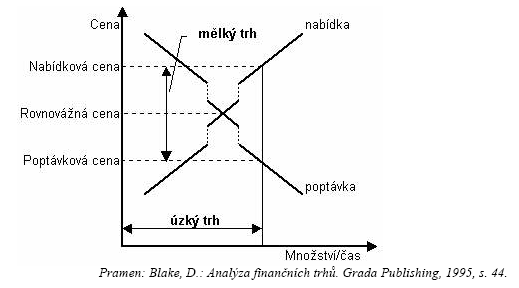 Cena
nabídka
mělký trh
Nabídková cena
Rovnovážná cena
Poptávková cena
poptávka
úzký trh
Množství/čas
Pramen: Blake, D.: Analýza finančních trhů. Grada Publishing, 1995, s. 44.